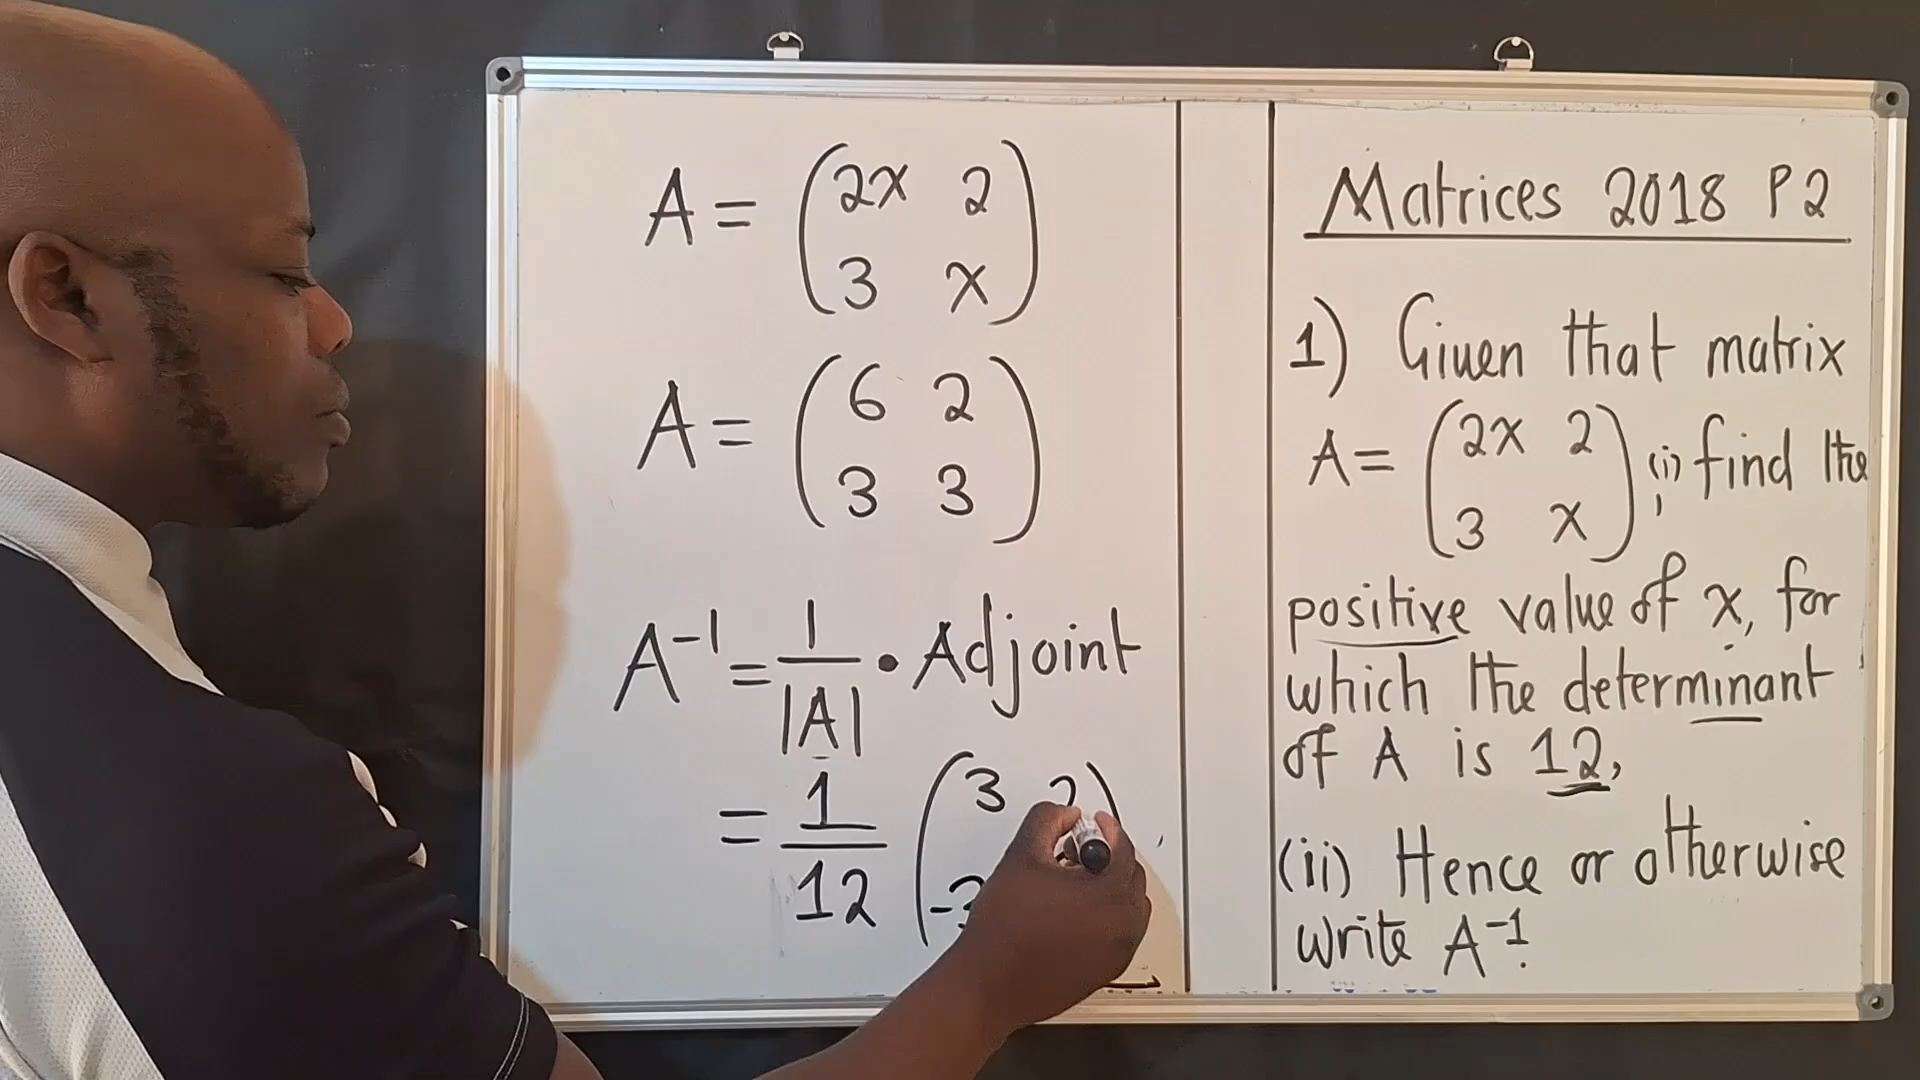 A = (2x 2
3 x)
A = (6 2
3 3)
A⁻¹ = 1/|A| • Adjoint
= 1/12 (3 2)
-3
Matrices 2018 P2
1) Given that matrix
A = (2x 2
3 x), (i) find the
positive value of x, for
which the determinant
of A is 12,
(ii) Hence or otherwise
write A⁻¹.